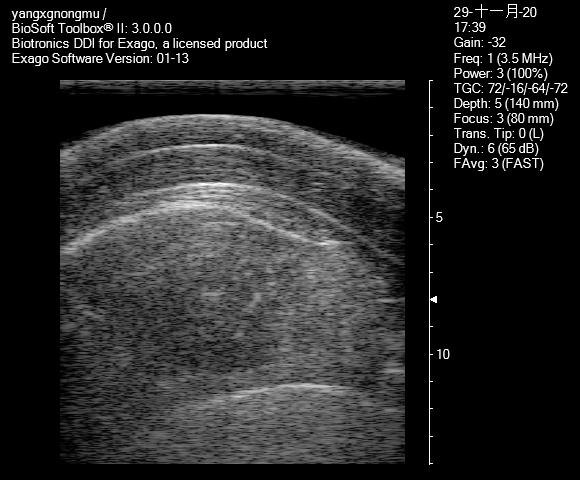 yangxgnongmu /
BioSoft Toolbox® II: 3.0.0.0
Biotronics DDI for Exago, a licensed product
Exago Software Version: 01-13
29-十一月-20
17:39
Gain: -32
Freq: 1 (3.5 MHz)
Power: 3 (100%)
TGC: 72/-16/-64/-72
Depth: 5 (140 mm)
Focus: 3 (80 mm)
Trans. Tip: 0 (L)
Dyn.: 6 (65 dB)
FAvg: 3 (FAST)
5
10